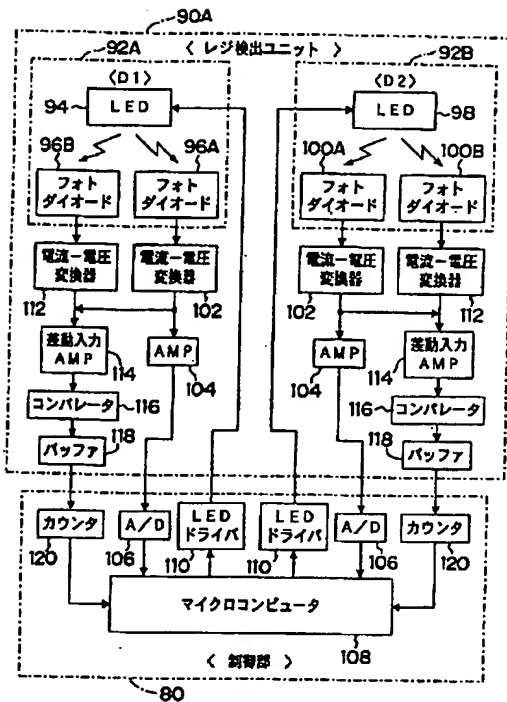 90A
〈 レジ検出ユニット 〉
92A
92B
〈D1〉
〈D2〉
94
LED
LED
98
96B
96A
100A
100B
フォト
ダイオード
フォト
ダイオード
フォト
ダイオード
フォト
ダイオード
電流-電圧
変換器
電流-電圧
変換器
電流-電圧
変換器
電流-電圧
変換器
112
102
102
112
差動入力
AMP
114
AMP
104
AMP
104
差動入力
AMP
114
コンパレータ
116
116
コンパレータ
バッファ
118
118
バッファ
カウンタ
120
A/D
106
LED
ドライバ
110
LED
ドライバ
110
A/D
106
カウンタ
120
マイクロコンピュータ
108
〈 制御部 〉
80